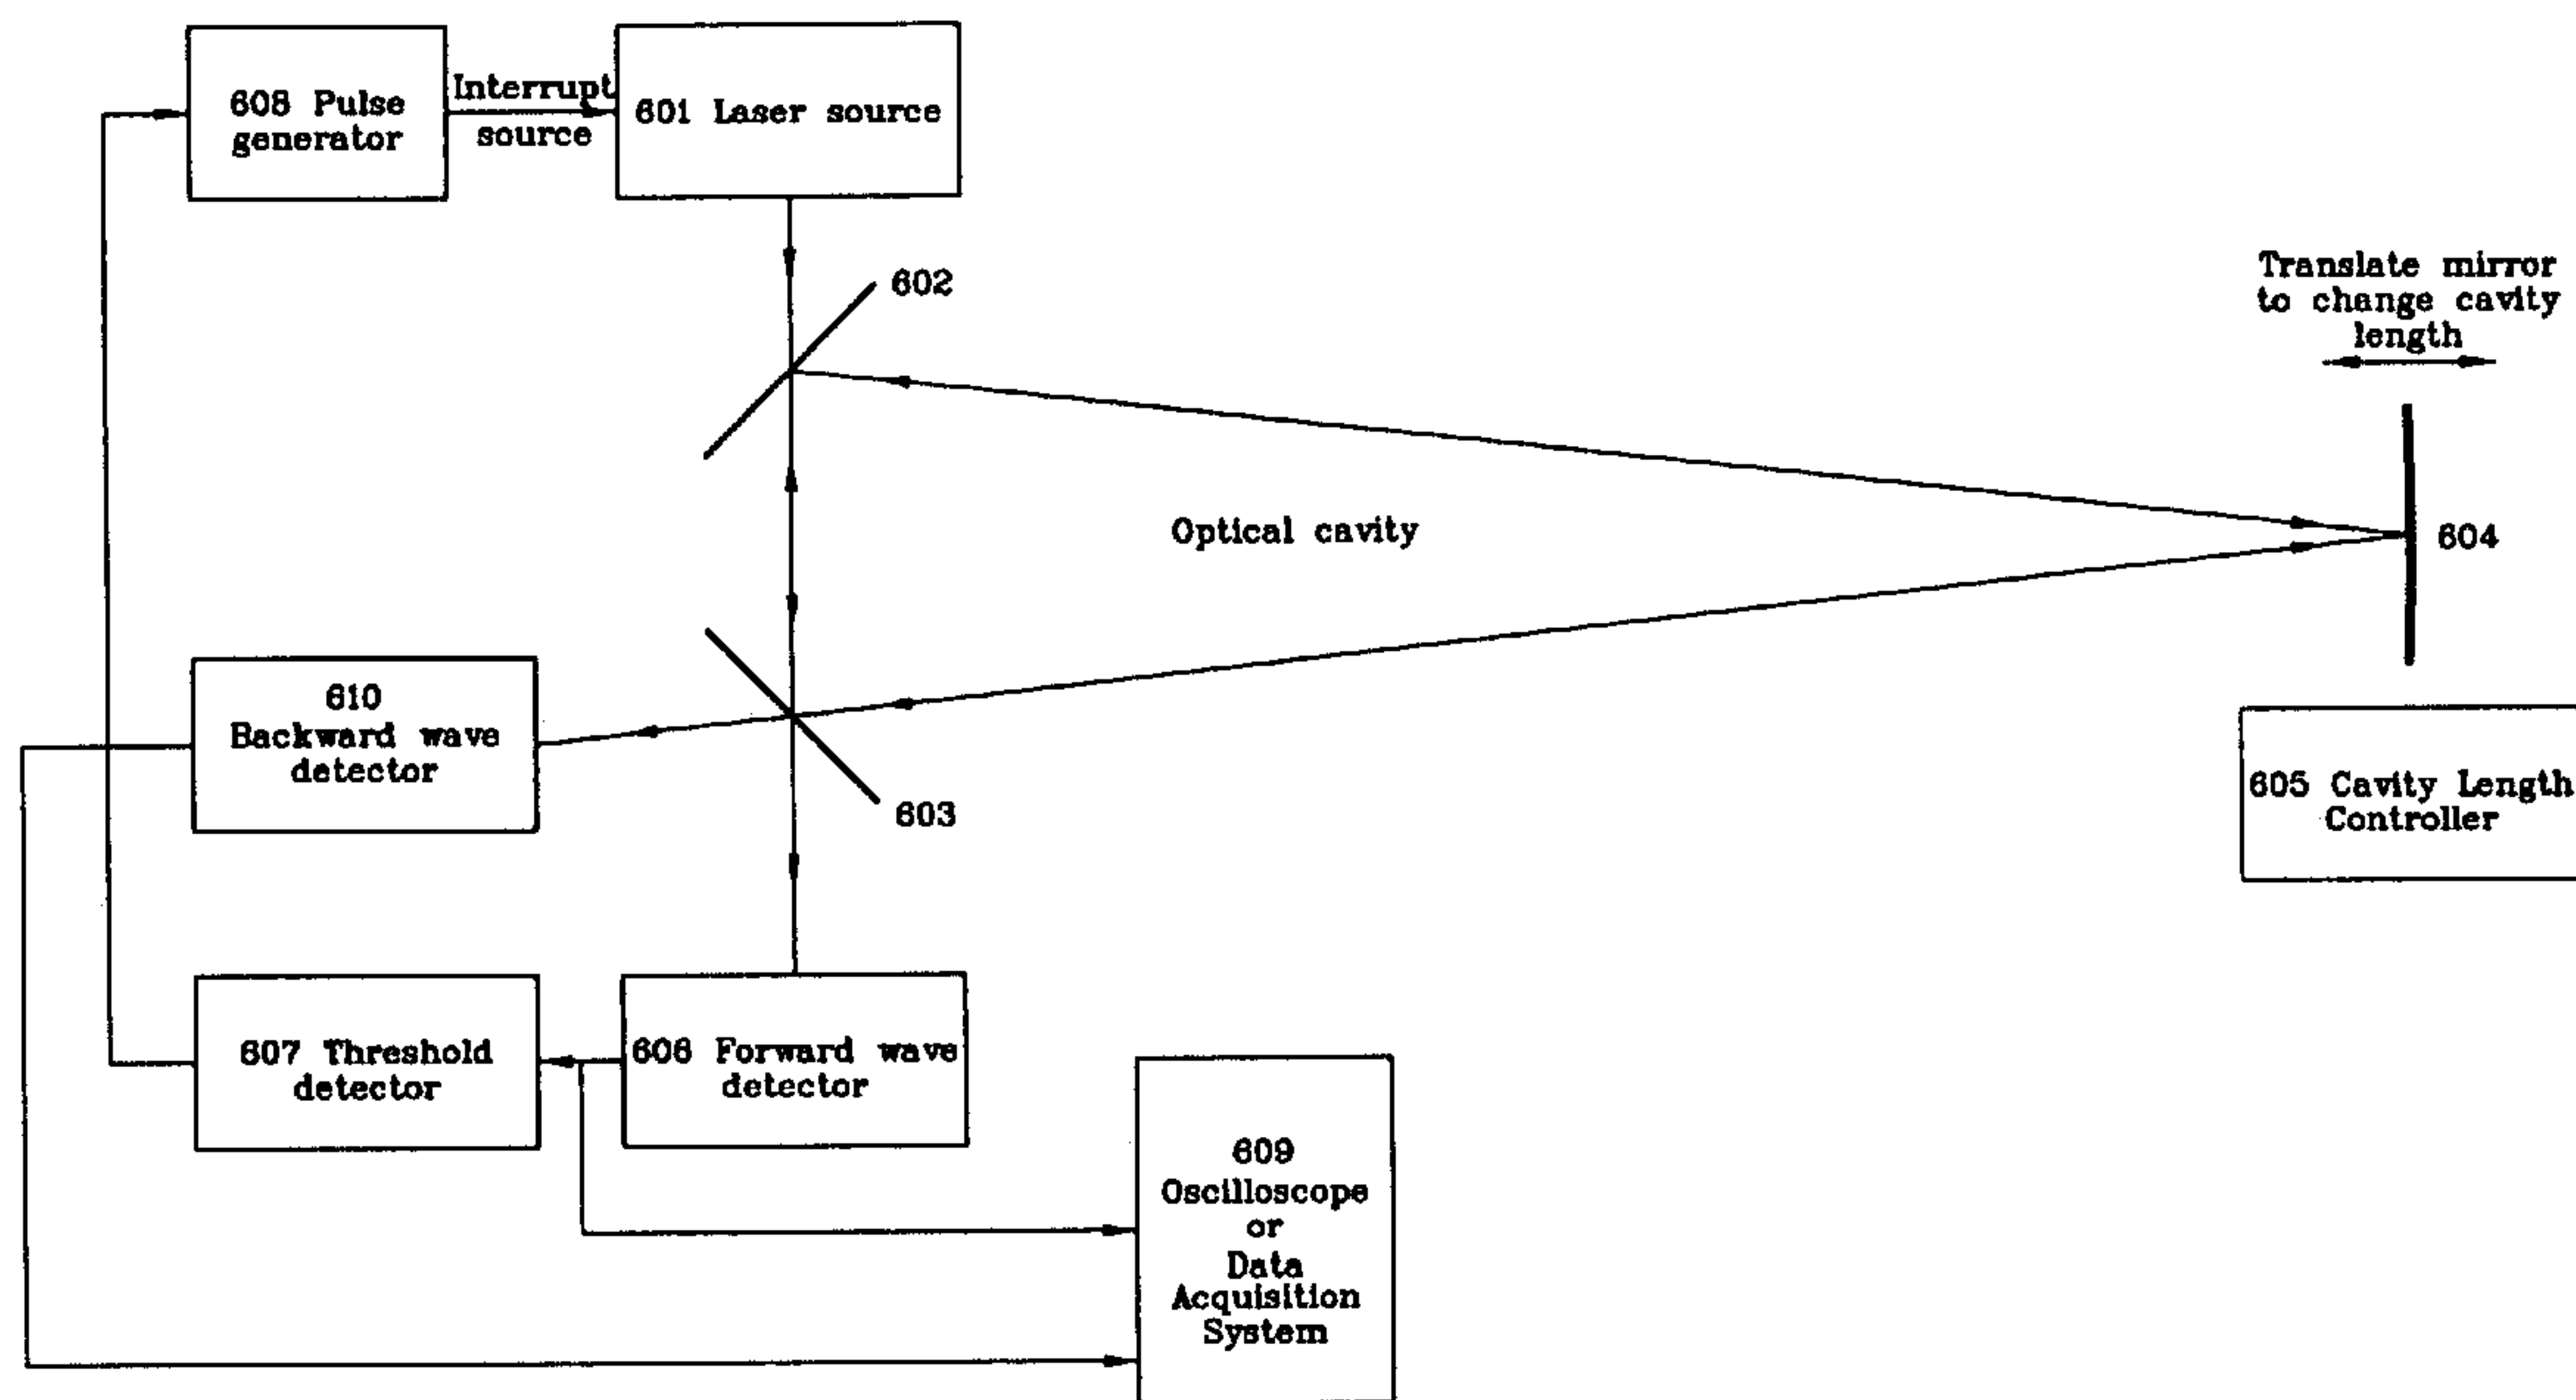 608 Pulse
generator
Interrupt
source
601 Laser source
602
Translate mirror
to change cavity
length
Optical cavity
604
603
610
Backward wave
detector
605 Cavity Length
Controller
607 Threshold
detector
606 Forward wave
detector
609
Oscilloscope
or
Data
Acquisition
System